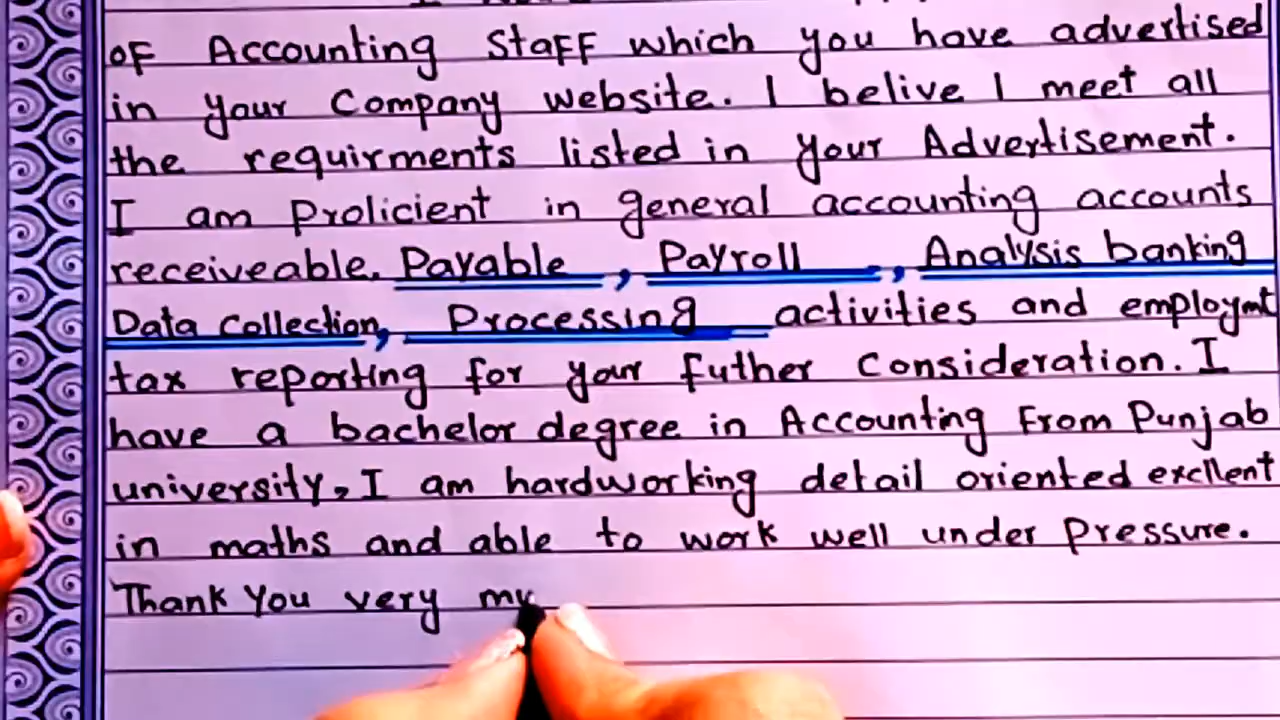 of Accounting Staff which you have advertised
in your Company website. I belive I meet all
the requirments listed in your Advertisement.
I am Prolicient in general accounting accounts
receiveable. Payable, Payroll, Analysis banking
Data Collection, Processing activities and employmt
tax reporting for your futher Consideration. I
have a bachelor degree in Accounting From Punjab
university, I am hardworking detail oriented exellent
in maths and able to work well under Pressure.
Thank You very mu